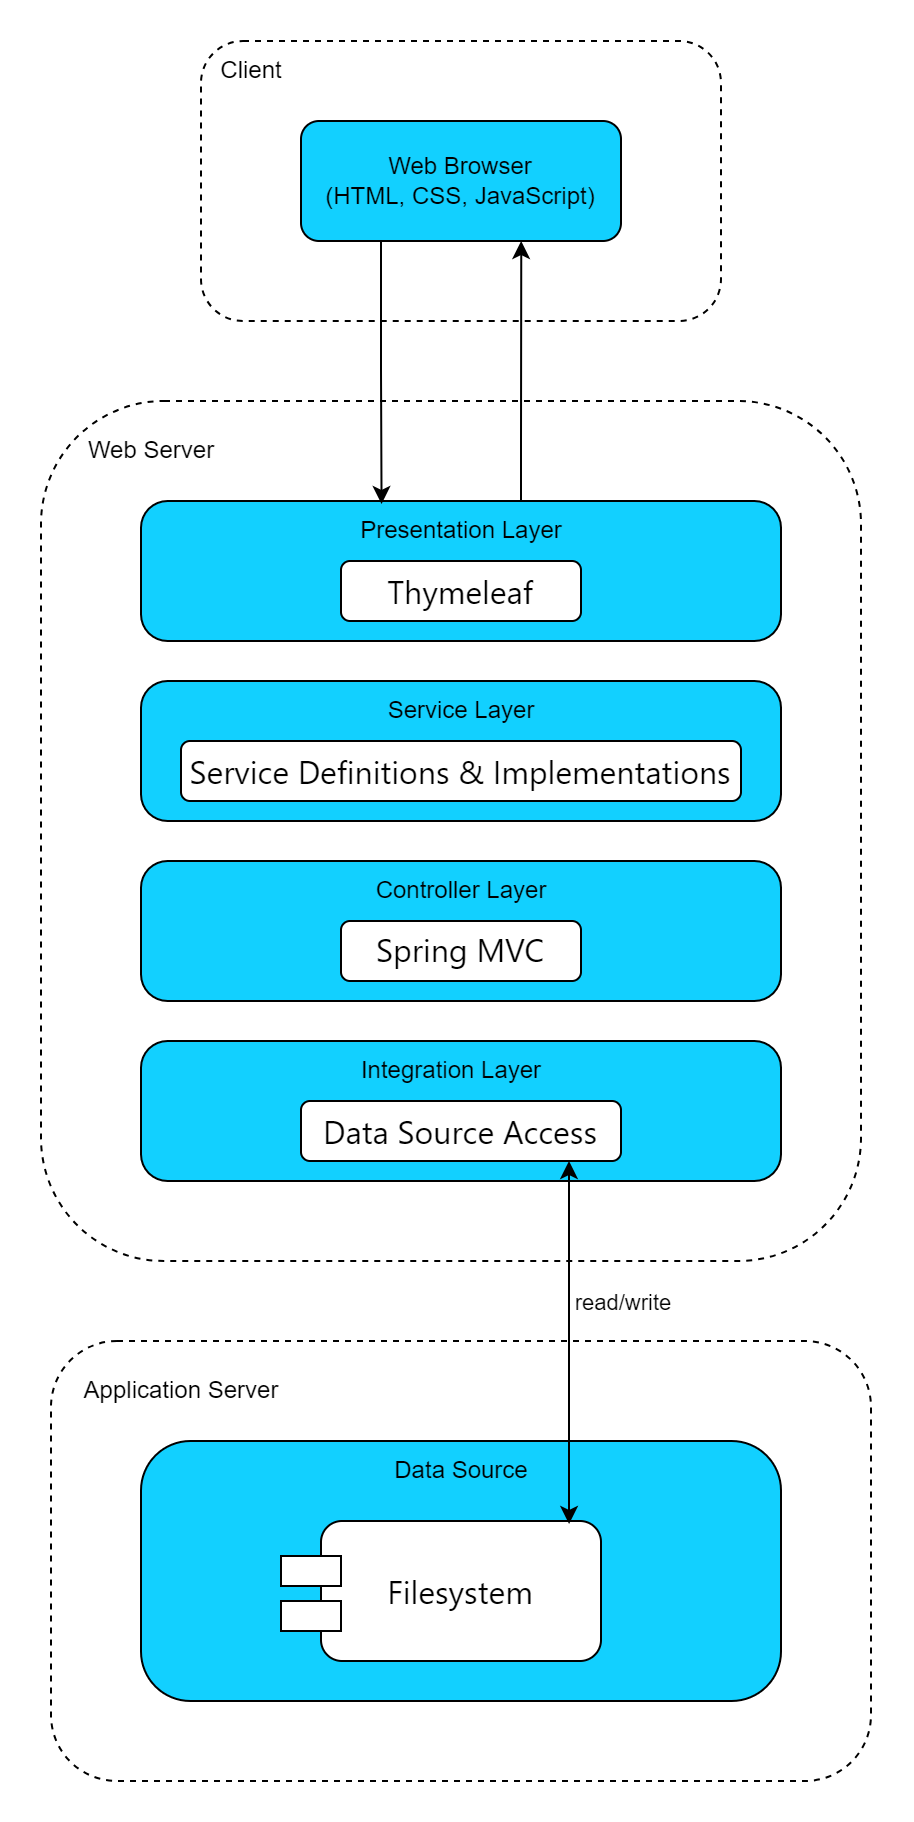 Client
Web Browser
(HTML, CSS, JavaScript)
Web Server
Presentation Layer
Thymeleaf
Service Layer
Service Definitions & Implementations
Controller Layer
Spring MVC
Integration Layer
Data Source Access
read/write
Application Server
Data Source
Filesystem